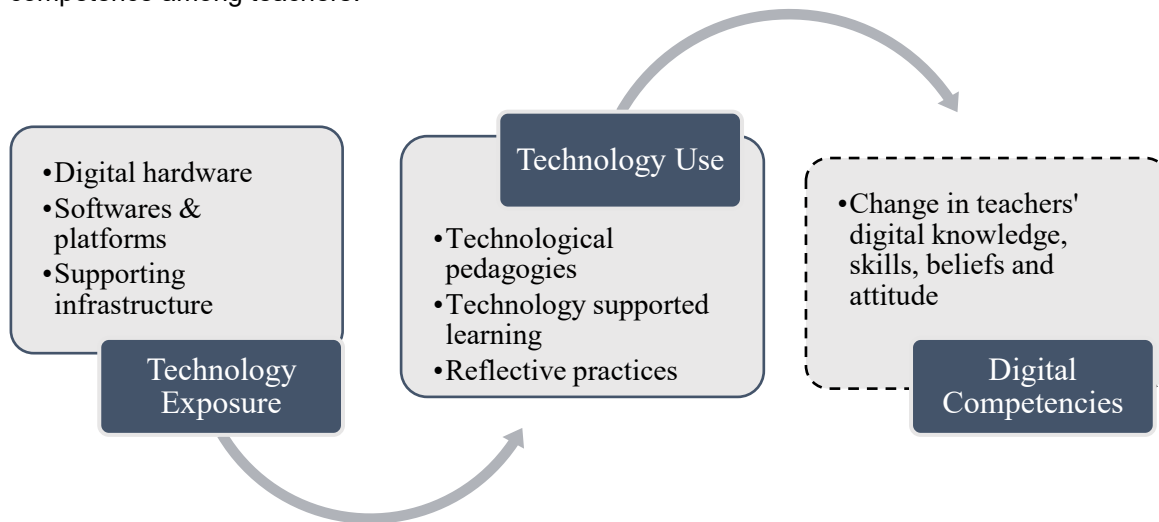 competence among teachers.
•Digital hardware
•Softwares &
platforms
•Supporting
infrastructure
Technology
Exposure
Technology Use
•Technological
pedagogies
•Technology supported
learning
•Reflective practices
•Change in teachers'
digital knowledge,
skills, beliefs and
attitude
Digital
Competencies